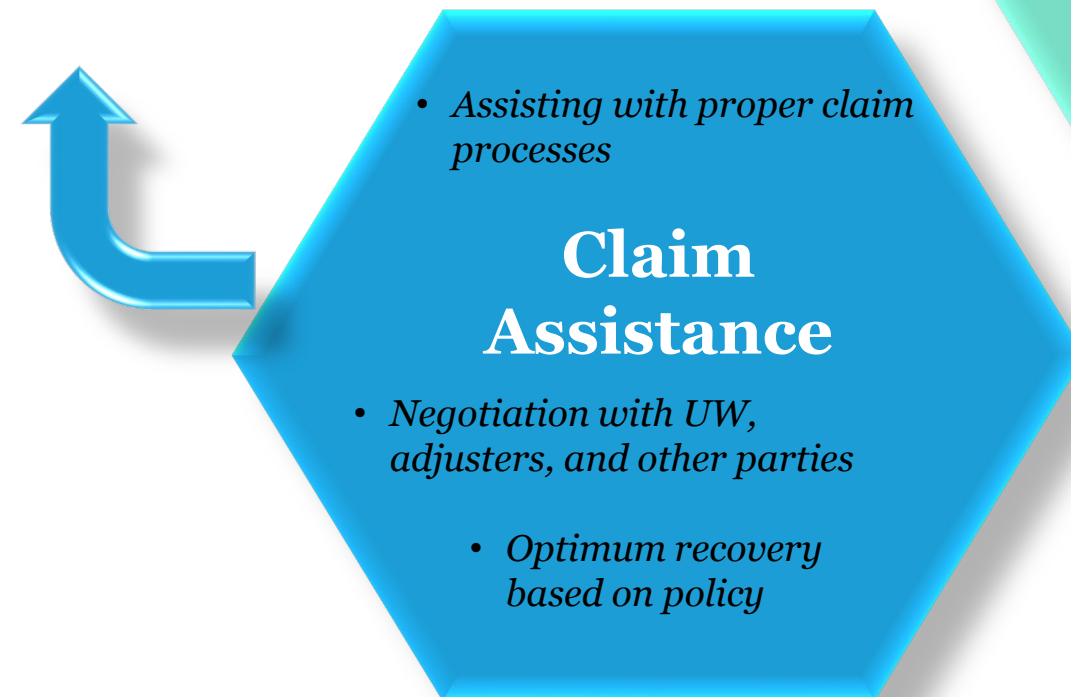 • Assisting with proper claim
processes
Claim
Assistance
• Negotiation with UW,
adjusters, and other parties
• Optimum recovery
based on policy